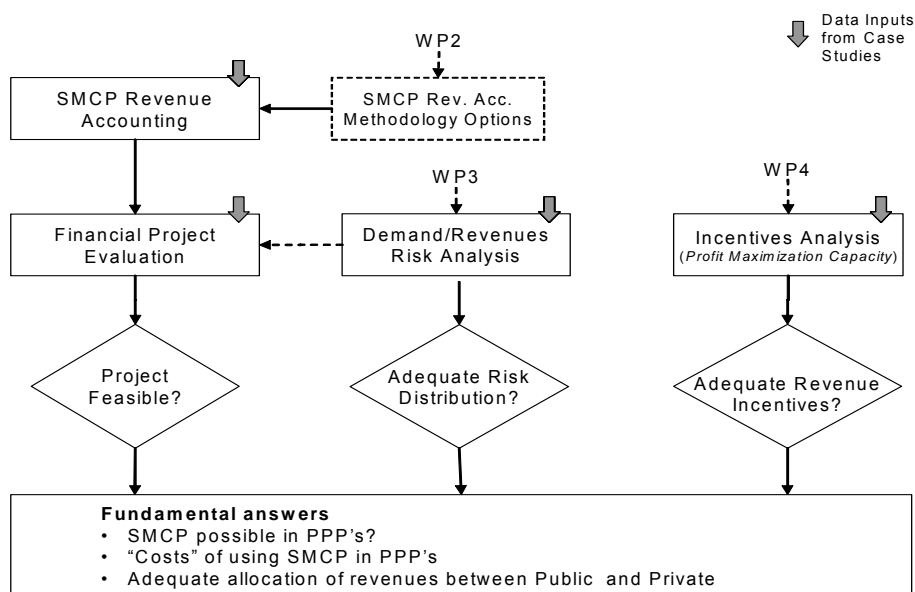 Data Inputs
from Case
Studies
WP2
SMCP Revenue
Accounting
SMCP Rev. Acc.
Methodology Options
WP3
WP4
Financial Project
Evaluation
Demand/Revenues
Risk Analysis
Incentives Analysis
(Profit Maximization Capacity)
Project
Feasible?
Adequate Risk
Distribution?
Adequate Revenue
Incentives?
Fundamental answers
• SMCP possible in PPP's?
• “Costs” of using SMCP in PPP's
• Adequate allocation of revenues between Public and Private